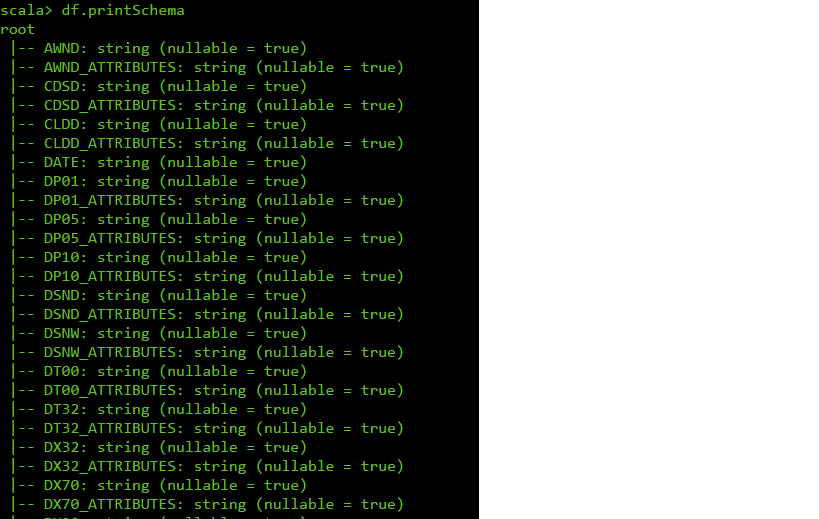 scala> df.printSchema
root
 |-- AWND: string (nullable = true)
 |-- AWND_ATTRIBUTES: string (nullable = true)
 |-- CDSD: string (nullable = true)
 |-- CDSD_ATTRIBUTES: string (nullable = true)
 |-- CLDD: string (nullable = true)
 |-- CLDD_ATTRIBUTES: string (nullable = true)
 |-- DATE: string (nullable = true)
 |-- DP01: string (nullable = true)
 |-- DP01_ATTRIBUTES: string (nullable = true)
 |-- DP05: string (nullable = true)
 |-- DP05_ATTRIBUTES: string (nullable = true)
 |-- DP10: string (nullable = true)
 |-- DP10_ATTRIBUTES: string (nullable = true)
 |-- DSND: string (nullable = true)
 |-- DSND_ATTRIBUTES: string (nullable = true)
 |-- DSNW: string (nullable = true)
 |-- DSNW_ATTRIBUTES: string (nullable = true)
 |-- DT00: string (nullable = true)
 |-- DT00_ATTRIBUTES: string (nullable = true)
 |-- DT32: string (nullable = true)
 |-- DT32_ATTRIBUTES: string (nullable = true)
 |-- DX32: string (nullable = true)
 |-- DX32_ATTRIBUTES: string (nullable = true)
 |-- DX70: string (nullable = true)
 |-- DX70_ATTRIBUTES: string (nullable = true)